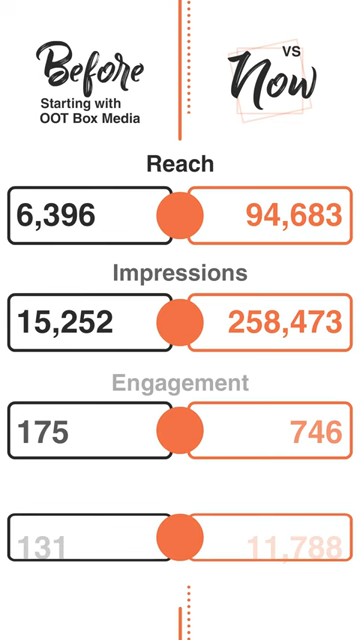 Before
Starting with
OOT Box Media
VS
Now
Reach
6,396 94,683
Impressions
15,252 258,473
Engagement
175 746
131 11,788